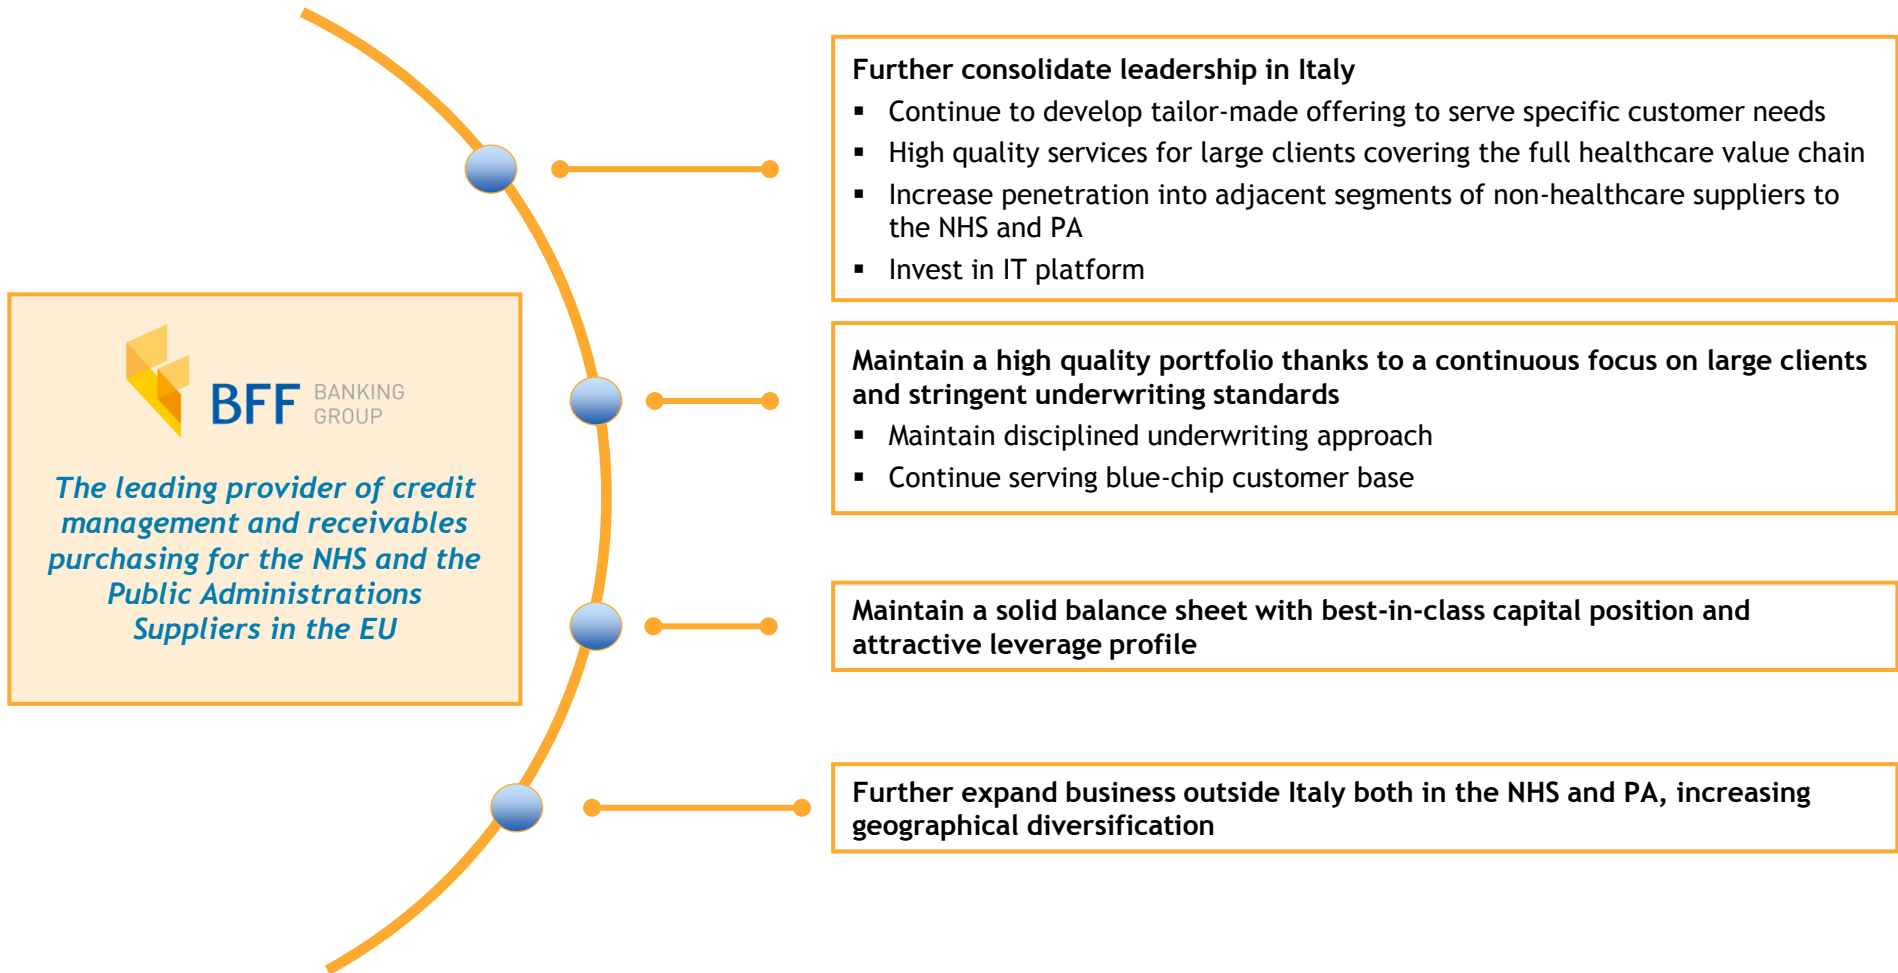 BFF BANKING
GROUP
The leading provider of credit
management and receivables
purchasing for the NHS and the
Public Administrations
Suppliers in the EU
Further consolidate leadership in Italy
▪ Continue to develop tailor-made offering to serve specific customer needs
▪ High quality services for large clients covering the full healthcare value chain
▪ Increase penetration into adjacent segments of non-healthcare suppliers to
the NHS and PA
▪ Invest in IT platform
Maintain a high quality portfolio thanks to a continuous focus on large clients
and stringent underwriting standards
▪ Maintain disciplined underwriting approach
▪ Continue serving blue-chip customer base
Maintain a solid balance sheet with best-in-class capital position and
attractive leverage profile
Further expand business outside Italy both in the NHS and PA, increasing
geographical diversification